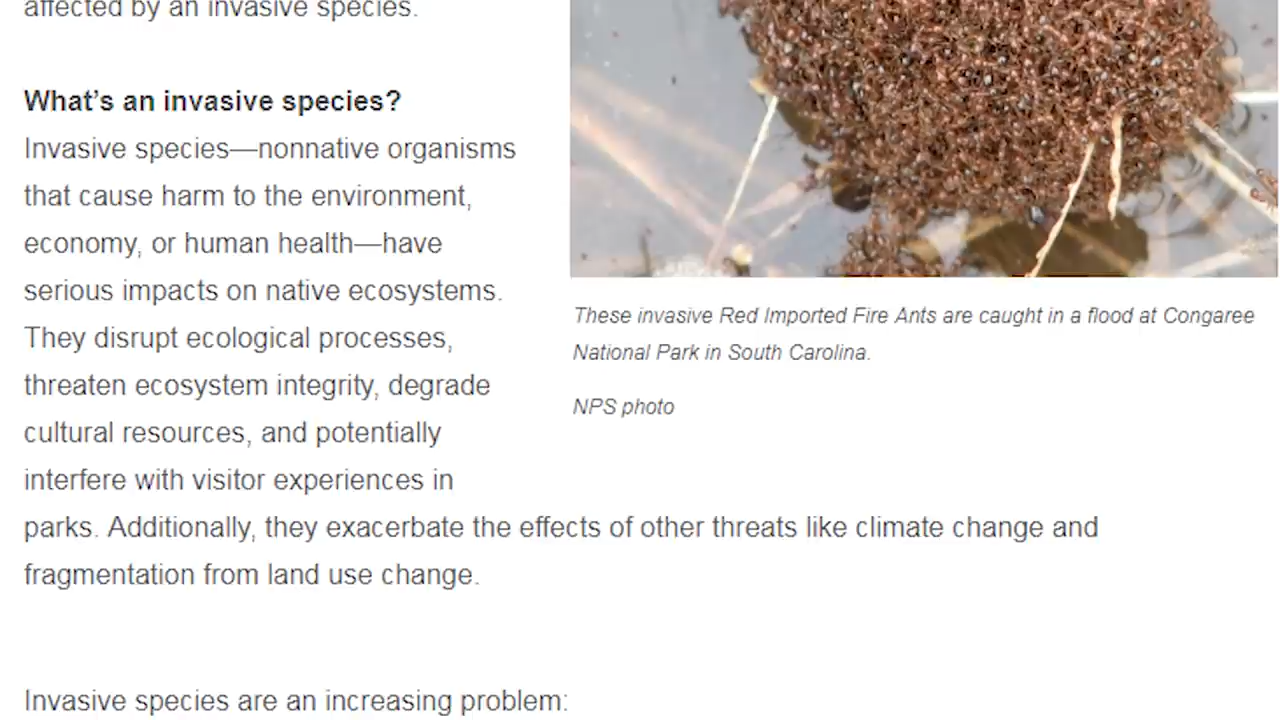 affected by an invasive species.
What's an invasive species?
Invasive species—nonnative organisms
that cause harm to the environment,
economy, or human health—have
serious impacts on native ecosystems.
They disrupt ecological processes,
threaten ecosystem integrity, degrade
cultural resources, and potentially
interfere with visitor experiences in
parks. Additionally, they exacerbate the effects of other threats like climate change and
fragmentation from land use change.
These invasive Red Imported Fire Ants are caught in a flood at Congaree
National Park in South Carolina.
NPS photo
Invasive species are an increasing problem: